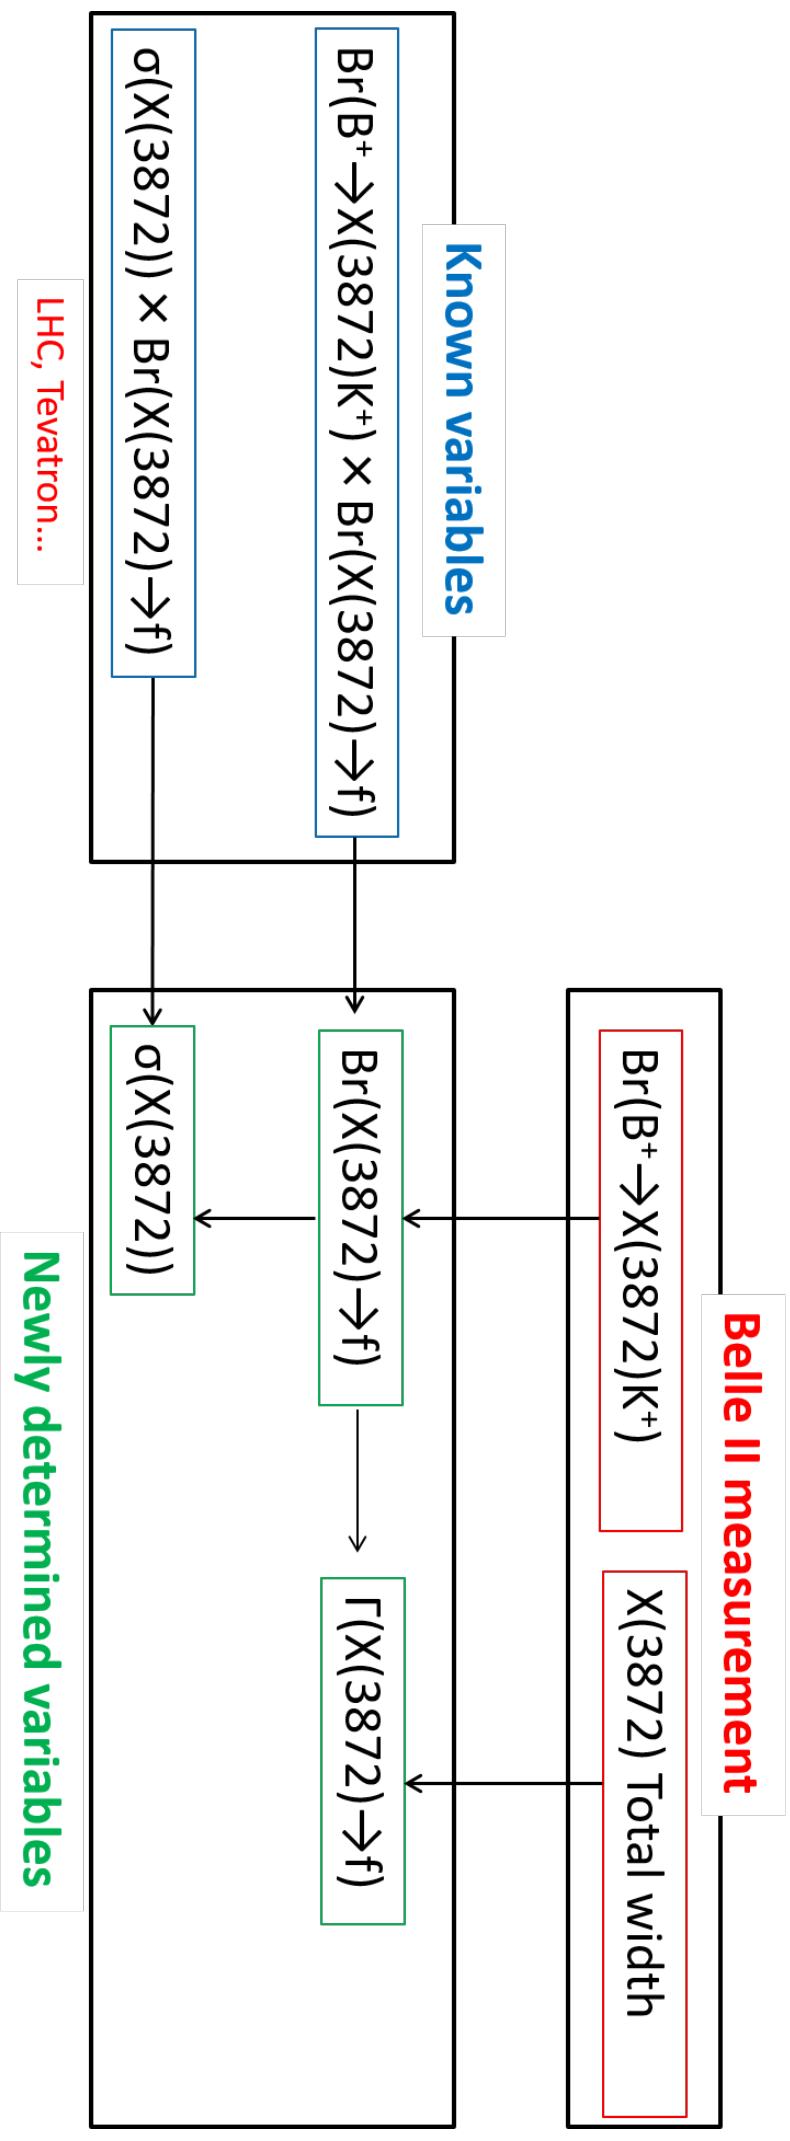 Belle II measurement
Br(B⁺→X(3872)K⁺)
X(3872) Total width
Known variables
Br(B⁺→X(3872)K⁺) × Br(X(3872)→f)
Br(X(3872)→f)
Γ(X(3872)→f)
σ(X(3872)) × Br(X(3872)→f)
σ(X(3872))
LHC, Tevatron...
Newly determined variables